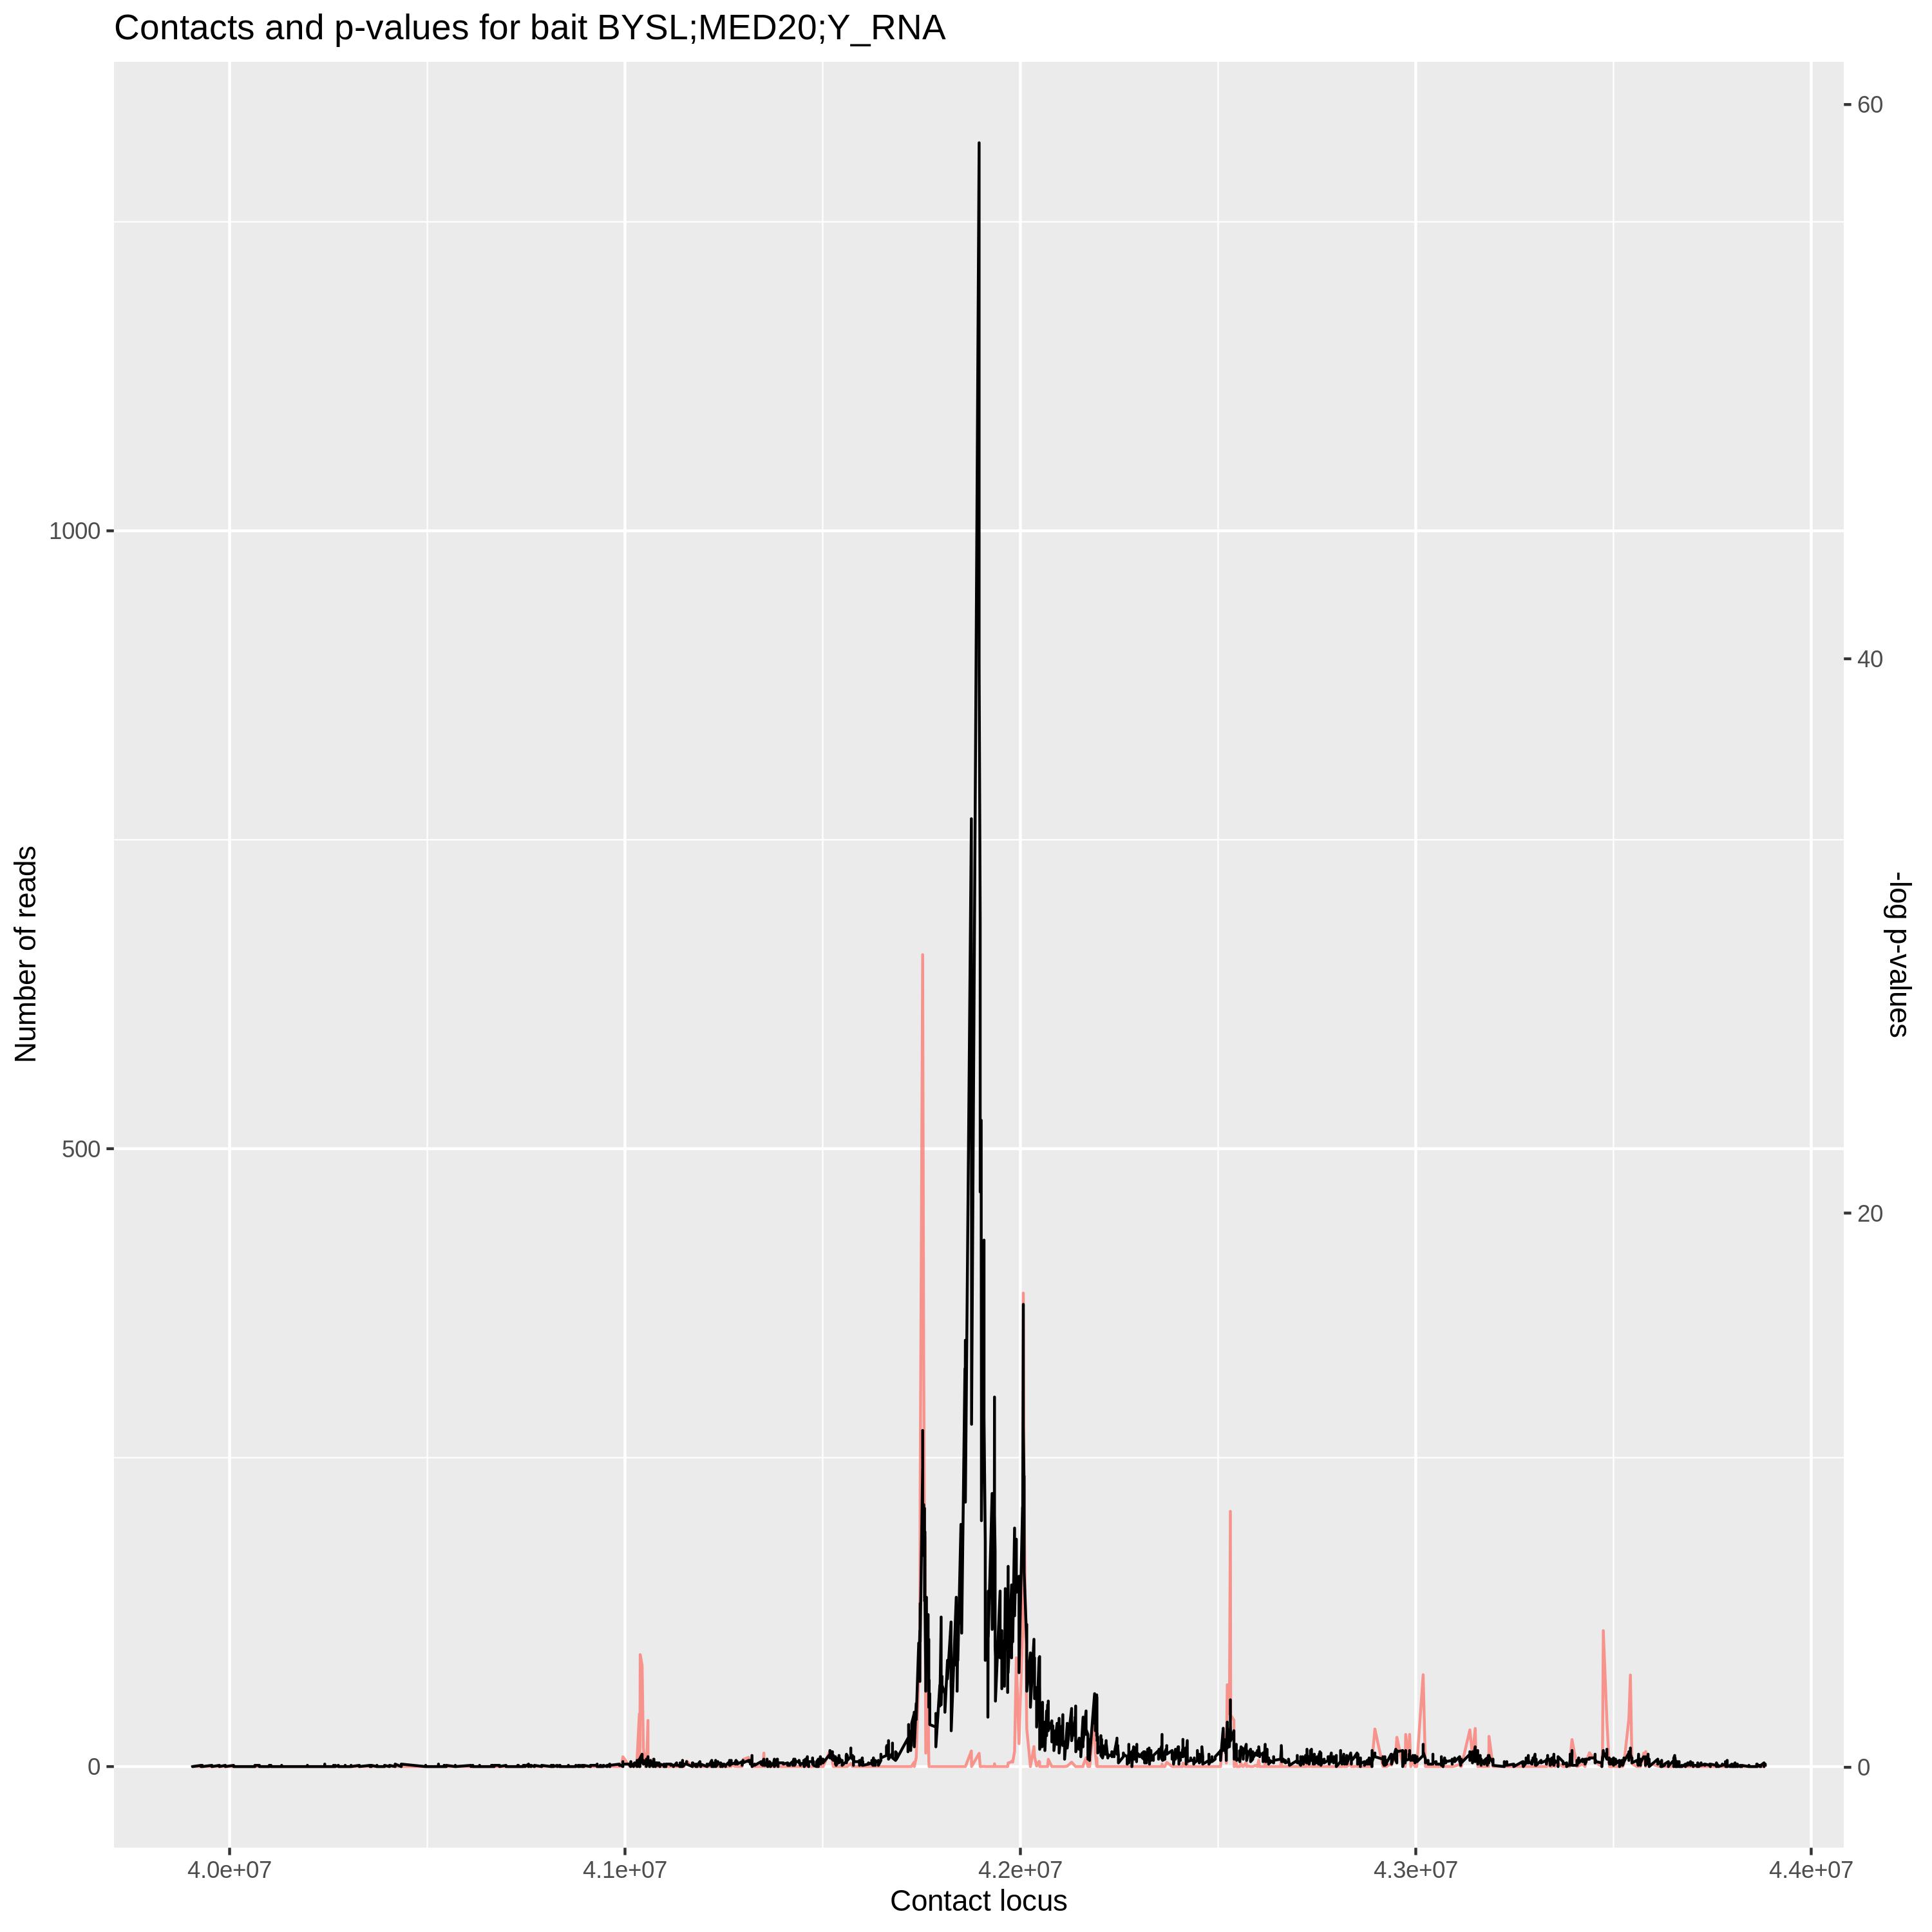 Contacts and p-values for bait BYSL;MED20;Y_RNA
Number of reads
1000
500
0
60
40
20
0
-log p-values
4.0e+07
4.1e+07
4.2e+07
4.3e+07
4.4e+07
Contact locus